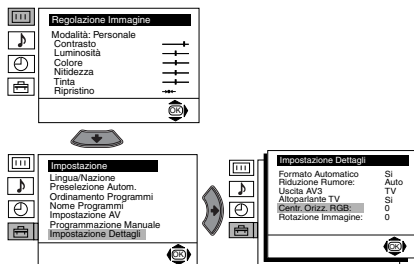 Regolazione Immagine
Modalità: Personale
Contrasto
Luminosità
Colore
Nitidezza
Tinta
Ripristino
OK
Impostazione
Lingua/Nazione
Preselezione Autom.
Ordinamento Programmi
Nome Programmi
Impostazione AV
Programmazione Manuale
Impostazione Dettagli
OK
Impostazione Dettagli
Formato Automatico Si
Riduzione Rumore: Auto
Uscita AV3 TV
Altoparlante TV Si
Centr. Orizz. RGB: 0
Rotazione Immagine: 0
OK